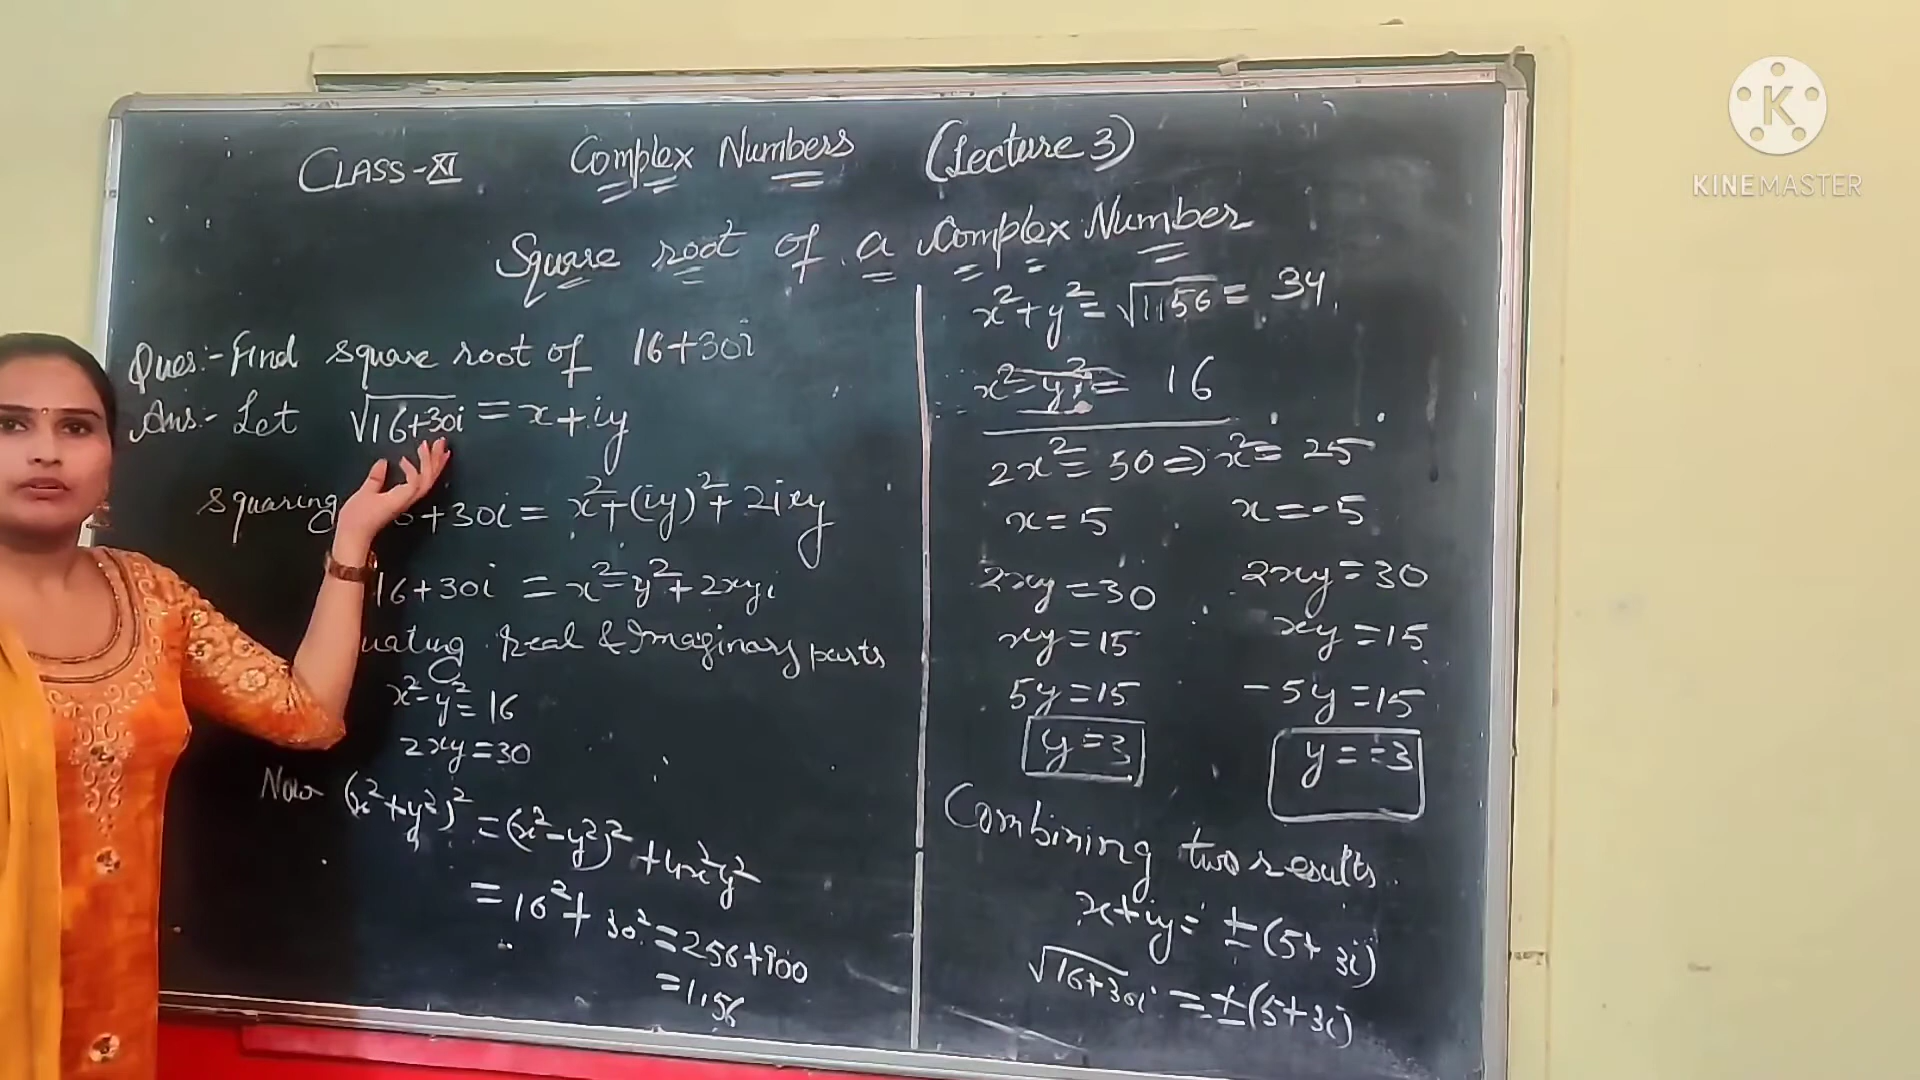 CLASS-XI Complex Numbers (Lecture 3)
Square root of a Complex Number
Ques:- Find square root of 16+30i
Ans:- Let √16+30i = x+iy
squaring 6+30i = x²+(iy)²+2ixy
16+30i = x²-y²+2xyi
uating Real & Imaginary parts
x²-y²=16
2xy=30
Now (x²+y²)² = (x²-y²)²+4x²y²
= 16²+30² = 256+900
= 1156
x²+y² = √1156 = 34
x²-y² = 16
2x² = 50 ⇒ x² = 25
x=5 x=-5
2xy=30 2xy=30
xy=15 xy=15
5y=15 -5y=15
y=3 y=-3
Combining two results
x+iy = ±(5+3i)
√16+30i = ±(5+3i)
KINEMASTER